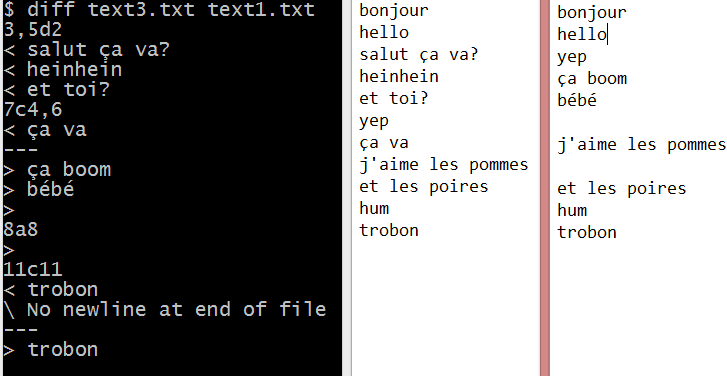 $ diff text3.txt text1.txt
3,5d2
< salut ça va?
< heinhein
< et toi?
7c4,6
< ça va
---
> ça boom
> bébé
>
8a8
>
11c11
< trobon
\ No newline at end of file
---
> trobon
bonjour
hello
salut ça va?
heinhein
et toi?
yep
ça va
j'aime les pommes
et les poires
hum
trobon
bonjour
hello
yep
ça boom
bébé
j'aime les pommes
et les poires
hum
trobon